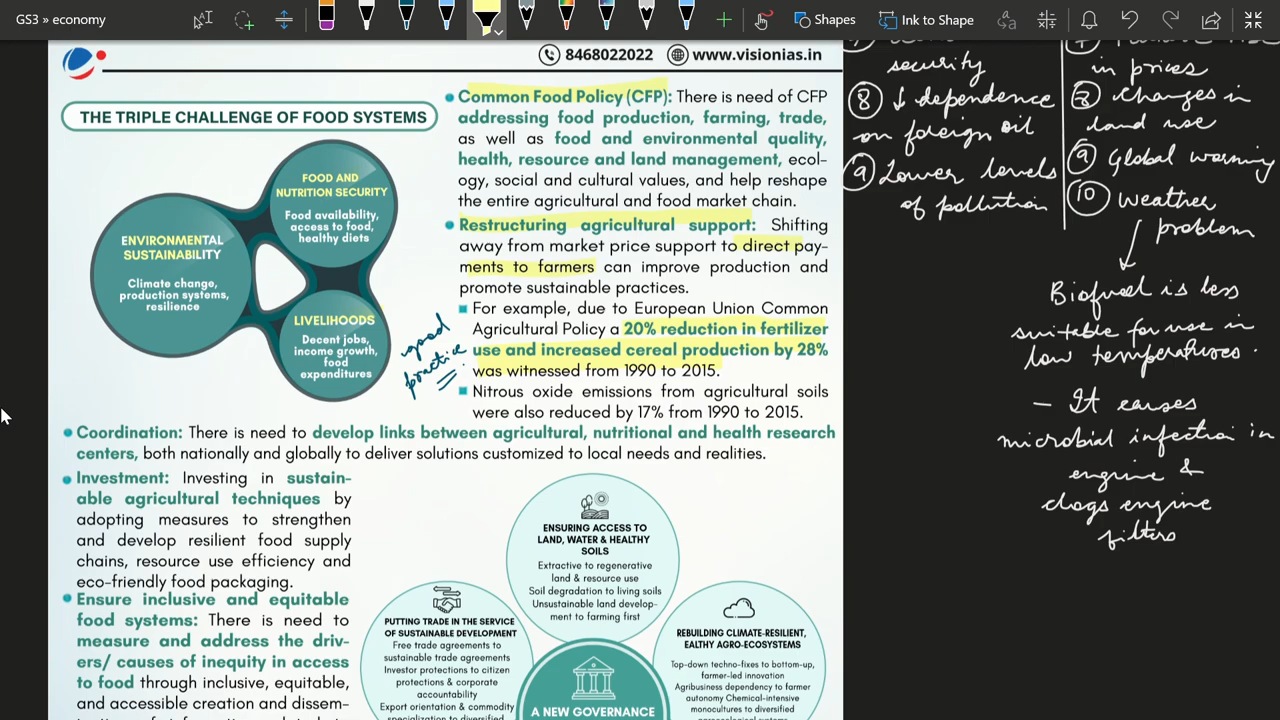 GS3 » economy
Shapes
Ink to Shape
8468022022
www.visionias.in
THE TRIPLE CHALLENGE OF FOOD SYSTEMS
FOOD AND
NUTRITION SECURITY
Food availability,
access to food,
healthy diets
ENVIRONMENTAL
SUSTAINABILITY
Climate change,
production systems,
resilience
LIVELIHOODS
Decent jobs,
income growth,
food
expenditures
Common Food Policy (CFP): There is need of CFP
addressing food production, farming, trade,
as well as food and environmental quality,
health, resource and land management, ecol-
ogy, social and cultural values, and help reshape
the entire agricultural and food market chain.
Restructuring agricultural support: Shifting
away from market price support to direct pay-
ments to farmers can improve production and
promote sustainable practices.
For example, due to European Union Common
Agricultural Policy a 20% reduction in fertilizer
use and increased cereal production by 28%
was witnessed from 1990 to 2015.
good
practice
Nitrous oxide emissions from agricultural soils
were also reduced by 17% from 1990 to 2015.
Coordination: There is need to develop links between agricultural, nutritional and health research
centers, both nationally and globally to deliver solutions customized to local needs and realities.
Investment: Investing in sustain-
able agricultural techniques by
adopting measures to strengthen
and develop resilient food supply
chains, resource use efficiency and
eco-friendly food packaging.
Ensure inclusive and equitable
food systems: There is need to
measure and address the driv-
ers/ causes of inequity in access
to food through inclusive, equitable,
and accessible creation and dissem-
ENSURING ACCESS TO
LAND, WATER & HEALTHY
SOILS
Extractive to regenerative
land & resource use
Soil degradation to living soils
Unsustainable land develop-
ment to farming first
PUTTING TRADE IN THE SERVICE
OF SUSTAINABLE DEVELOPMENT
Free trade agreements to
sustainable trade agreements
Investor protections to citizen
protections & corporate
accountability
Export orientation & commodity
specialization to diversified
REBUILDING CLIMATE-RESILIENT,
EALTHY AGRO-ECOSYSTEMS
Top-down techno-fixes to bottom-up,
farmer-led innovation
Agribusiness dependency to farmer
autonomy Chemical-intensive
monocultures to diversified
agroecological systems
A NEW GOVERNANCE
security
⑧ ↓ dependence
on foreign oil
⑨ Lower levels
of pollution
in prices
⑧ changes in
land use
⑨ Global warming
⑩ weather
problem
Biofuel is less
suitable for use in
low temperatures.
- It causes
microbial infection in
engine &
clogs engine
filters